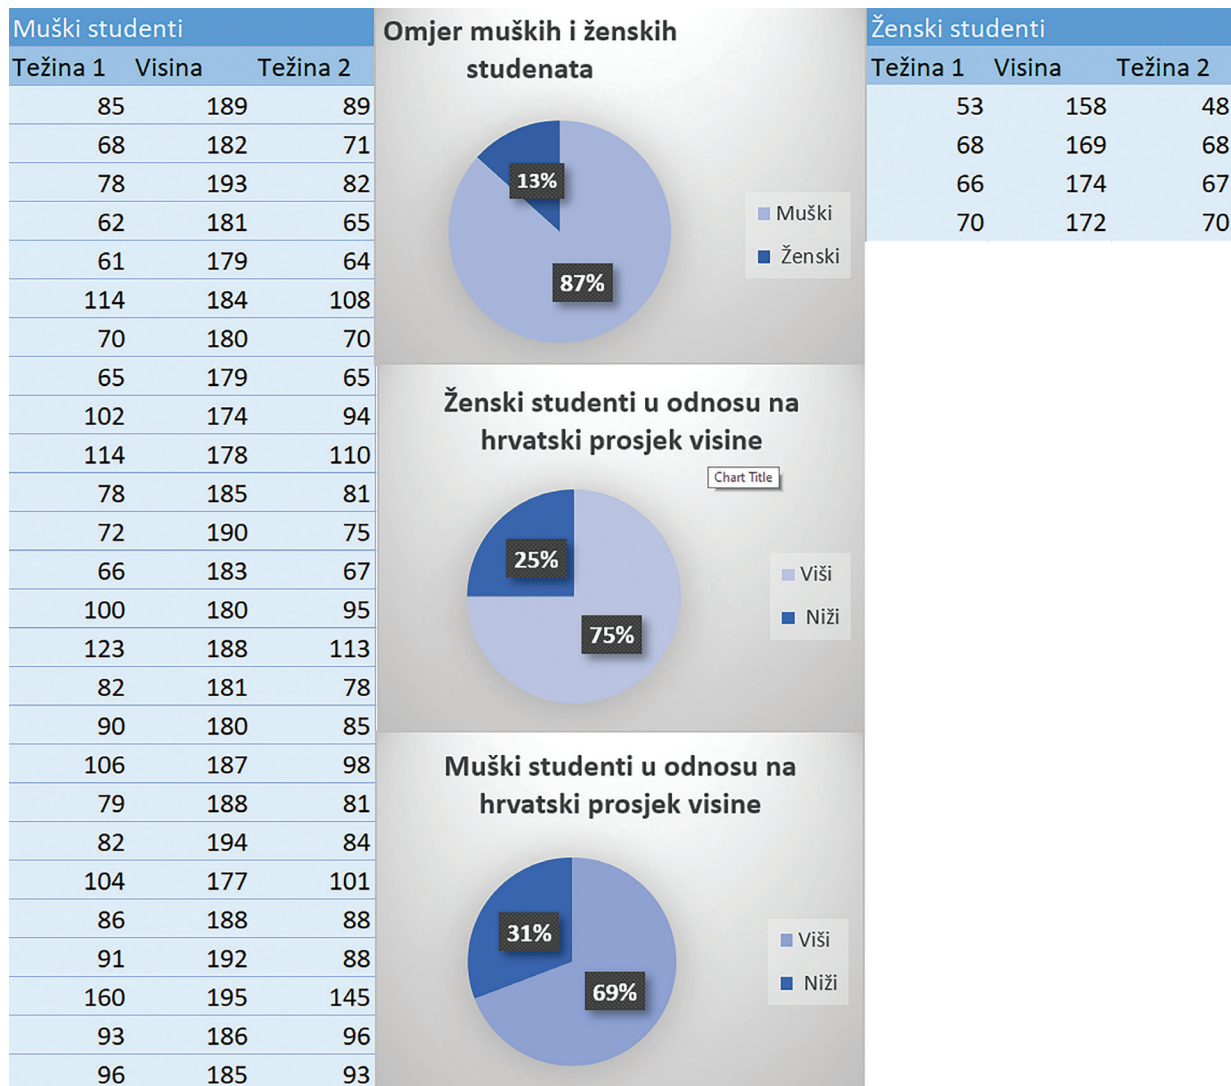 Muški studenti
Težina 1 Visina Težina 2
85 189 89
68 182 71
78 193 82
62 181 65
61 179 64
114 184 108
70 180 70
65 179 65
102 174 94
114 178 110
78 185 81
72 190 75
66 183 67
100 180 95
123 188 113
82 181 78
90 180 85
106 187 98
79 188 81
82 194 84
104 177 101
86 188 88
91 192 88
160 195 145
93 186 96
96 185 93
Omjer muških i ženskih
studenata
13%
87%
Muški
Ženski
Ženski studenti u odnosu na
hrvatski prosjek visine
Chart Title
25%
75%
Viši
Niži
Muški studenti u odnosu na
hrvatski prosjek visine
31%
69%
Viši
Niži
Ženski studenti
Težina 1 Visina Težina 2
53 158 48
68 169 68
66 174 67
70 172 70